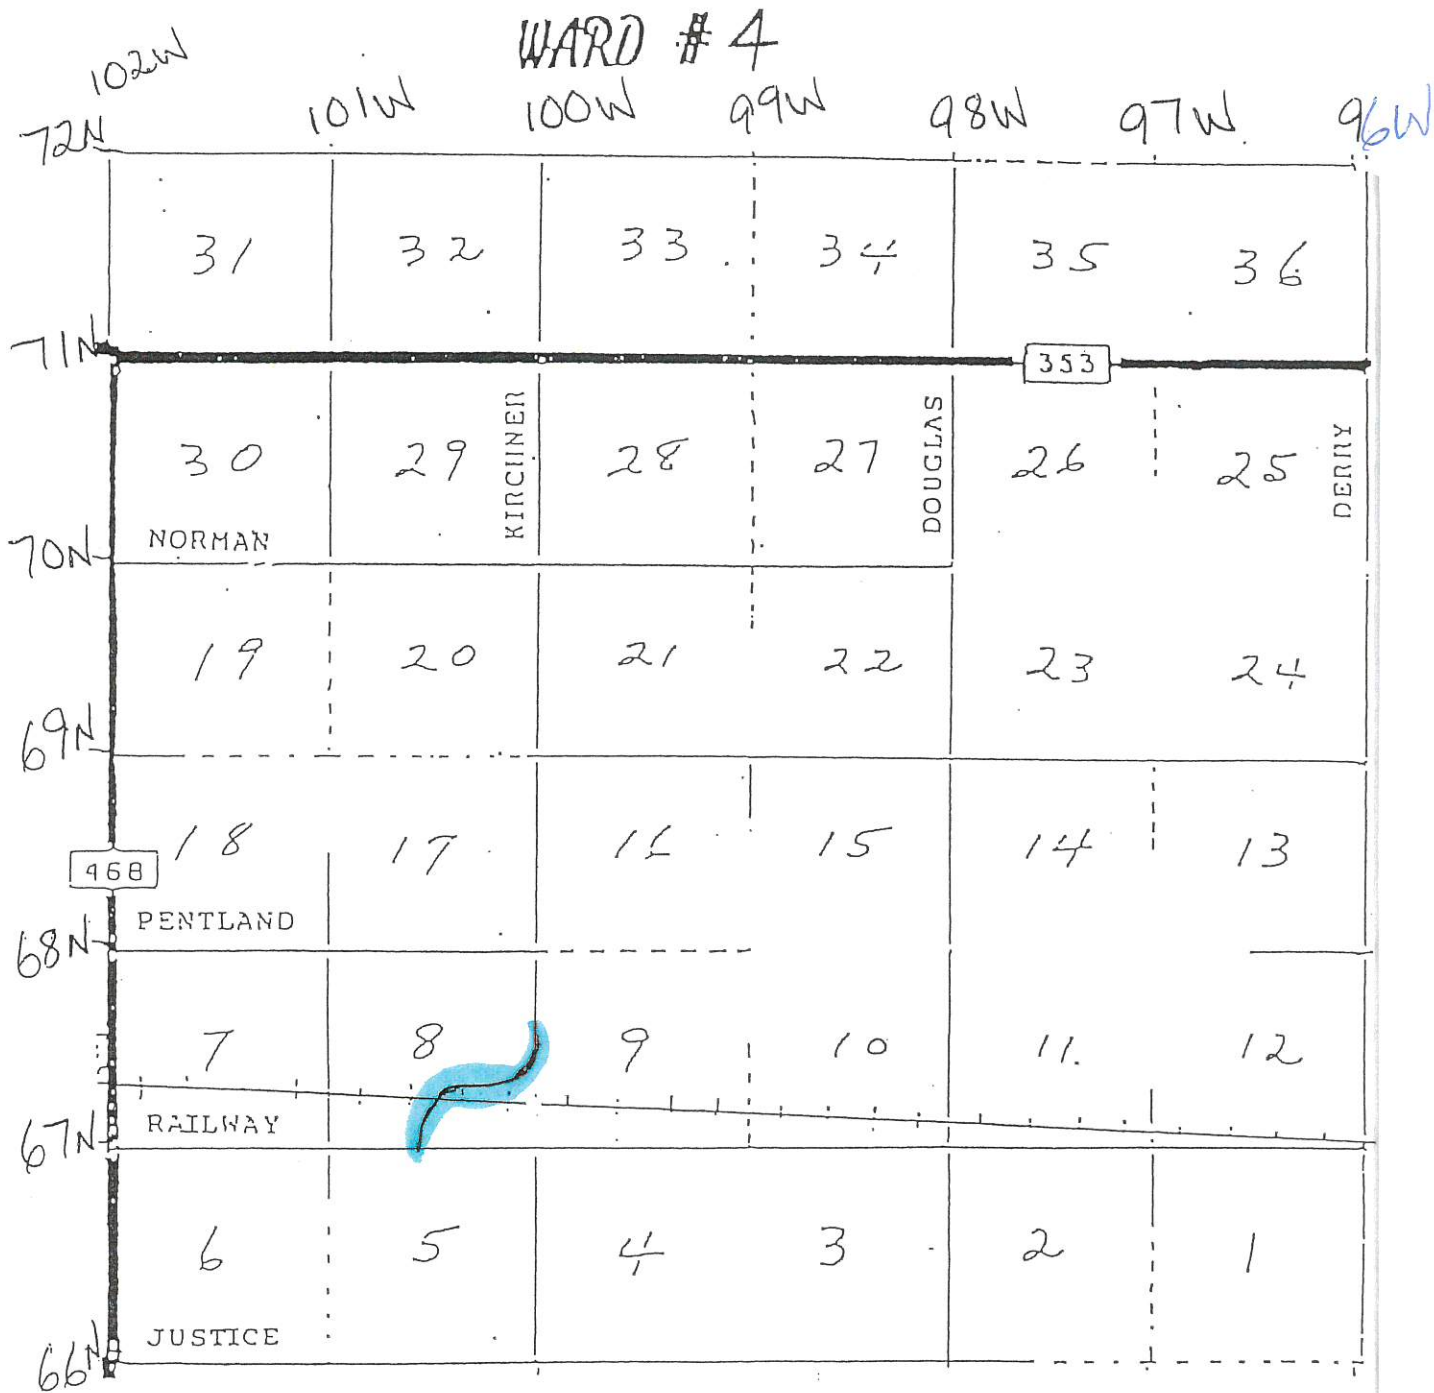 WARD # 4
102W
101W 100W 99W 98W 97W 96W
72N
31 32 33 34 35 36
71N 353
30 29 KIRCHNER 28 27 DOUGLAS 26 25 DERRY
NORMAN
70N
19 20 21 22 23 24
69N
18 17 16 15 14 13
468
PENTLAND
68N
7 8 9 10 11 12
RAILWAY
67N
6 5 4 3 2 1
JUSTICE
66N